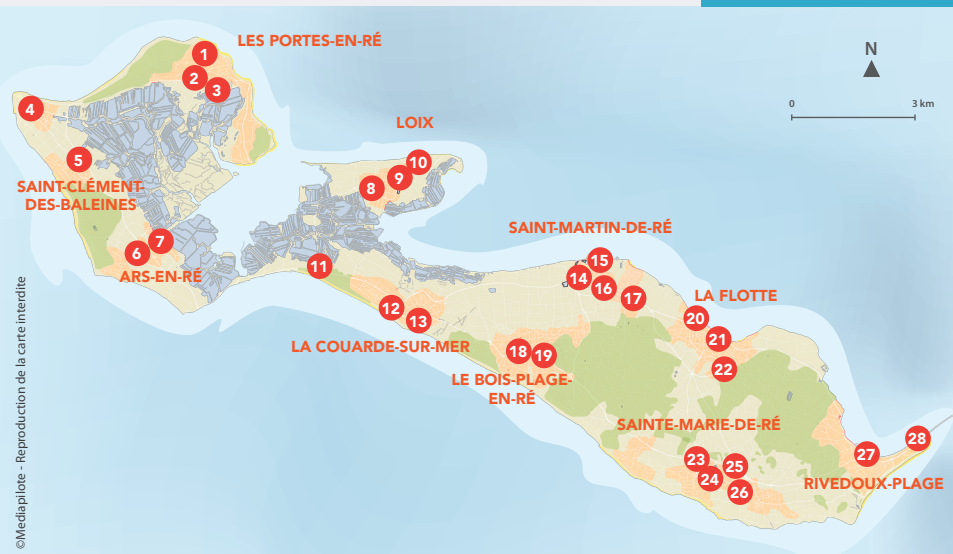 LES PORTES-EN-RÉ
1
2
3
4
5
SAINT-CLÉMENT-
DES-BALEINES
6
7
ARS-EN-RÉ
LOIX
8
9
10
11
12
13
LA COUARDE-SUR-MER
SAINT-MARTIN-DE-RÉ
14
15
16
17
18
19
LE BOIS-PLAGE-
EN-RÉ
LA FLOTTE
20
21
22
SAINTE-MARIE-DE-RÉ
23
24
25
26
27
28
RIVEDOUX-PLAGE
N
0
3 km
©Mediapilote - Reproduction de la carte interdite